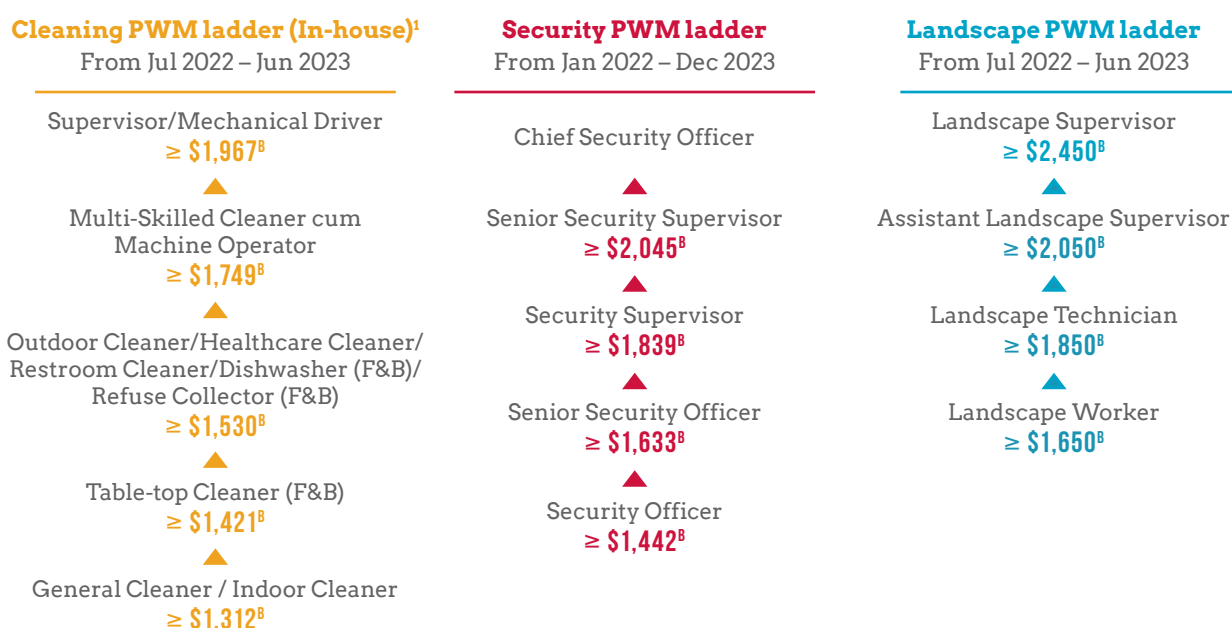 Cleaning PWM ladder (In-house)¹
From Jul 2022 – Jun 2023
Supervisor/Mechanical Driver
≥ $1,967ᴮ
Multi-Skilled Cleaner cum
Machine Operator
≥ $1,749ᴮ
Outdoor Cleaner/Healthcare Cleaner/
Restroom Cleaner/Dishwasher (F&B)/
Refuse Collector (F&B)
≥ $1,530ᴮ
Table-top Cleaner (F&B)
≥ $1,421ᴮ
General Cleaner / Indoor Cleaner
≥ $1,312ᴮ
Security PWM ladder
From Jan 2022 – Dec 2023
Chief Security Officer
Senior Security Supervisor
≥ $2,045ᴮ
Security Supervisor
≥ $1,839ᴮ
Senior Security Officer
≥ $1,633ᴮ
Security Officer
≥ $1,442ᴮ
Landscape PWM ladder
From Jul 2022 – Jun 2023
Landscape Supervisor
≥ $2,450ᴮ
Assistant Landscape Supervisor
≥ $2,050ᴮ
Landscape Technician
≥ $1,850ᴮ
Landscape Worker
≥ $1,650ᴮ